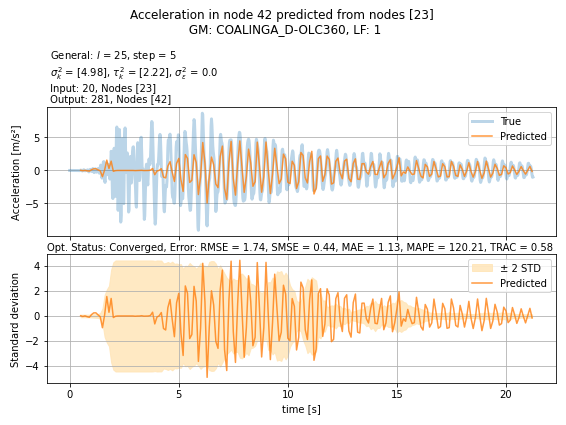 Acceleration in node 42 predicted from nodes [23]
GM: COALINGA_D-OLC360, LF: 1
General: l = 25, step = 5
σ²ₖ = [4.98], τ²ₖ = [2.22], σ²ε = 0.0
Input: 20, Nodes [23]
Output: 281, Nodes [42]
Acceleration [m/s²]
5
0
−5
True
Predicted
Opt. Status: Converged, Error: RMSE = 1.74, SMSE = 0.44, MAE = 1.13, MAPE = 120.21, TRAC = 0.58
Standard deviation
4
2
0
−2
−4
± 2 STD
Predicted
0 5 10 15 20
time [s]